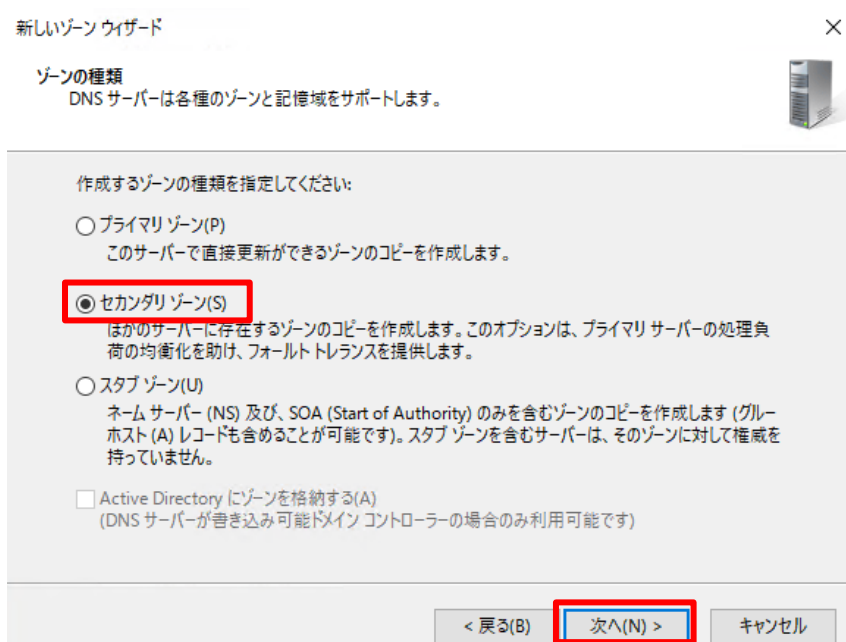 新しいゾーン ウィザード
ゾーンの種類
DNS サーバーは各種のゾーンと記憶域をサポートします。
作成するゾーンの種類を指定してください:
プライマリ ゾーン(P)
このサーバーで直接更新ができるゾーンのコピーを作成します。
セカンダリ ゾーン(S)
ほかのサーバーに存在するゾーンのコピーを作成します。このオプションは、プライマリ サーバーの処理負
荷の均衡化を助け、フォールト トレランスを提供します。
スタブ ゾーン(U)
ネーム サーバー (NS) 及び、SOA (Start of Authority) のみを含むゾーンのコピーを作成します (グルー
ホスト (A) レコードも含めることが可能です)。スタブ ゾーンを含むサーバーは、そのゾーンに対して権威を
持っていません。
Active Directory にゾーンを格納する(A)
(DNS サーバーが書き込み可能ドメイン コントローラーの場合のみ利用可能です)
< 戻る(B) 次へ(N) > キャンセル